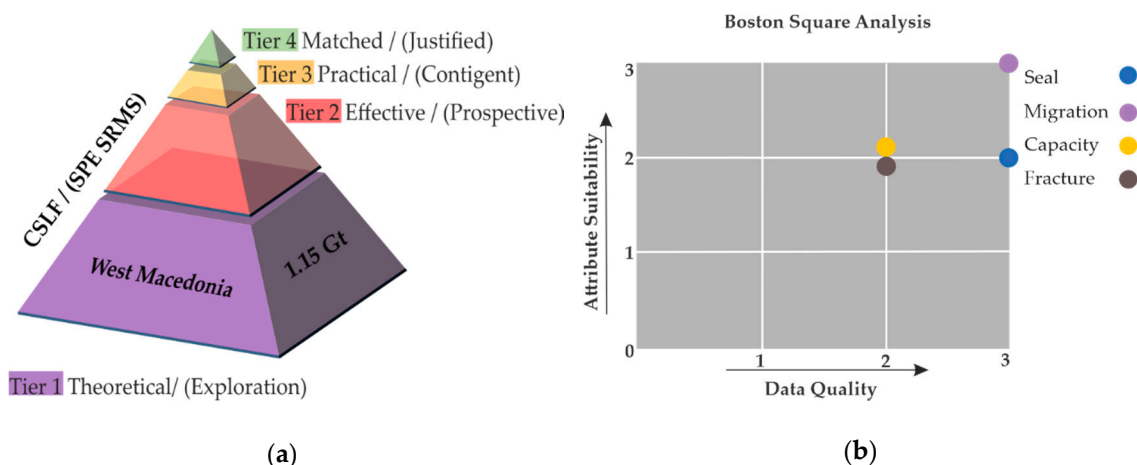 Tier 4 Matched / (Justified)
Tier 3 Practical / (Contigent)
Tier 2 Effective / (Prospective)
CSLF / (SPE SRMS)
West Macedonia
1.15 Gt
Tier 1 Theoretical/ (Exploration)
(a)
Boston Square Analysis
3
2
1
0
1
2
3
Attribute Suitability
Data Quality
Seal
Migration
Capacity
Fracture
(b)